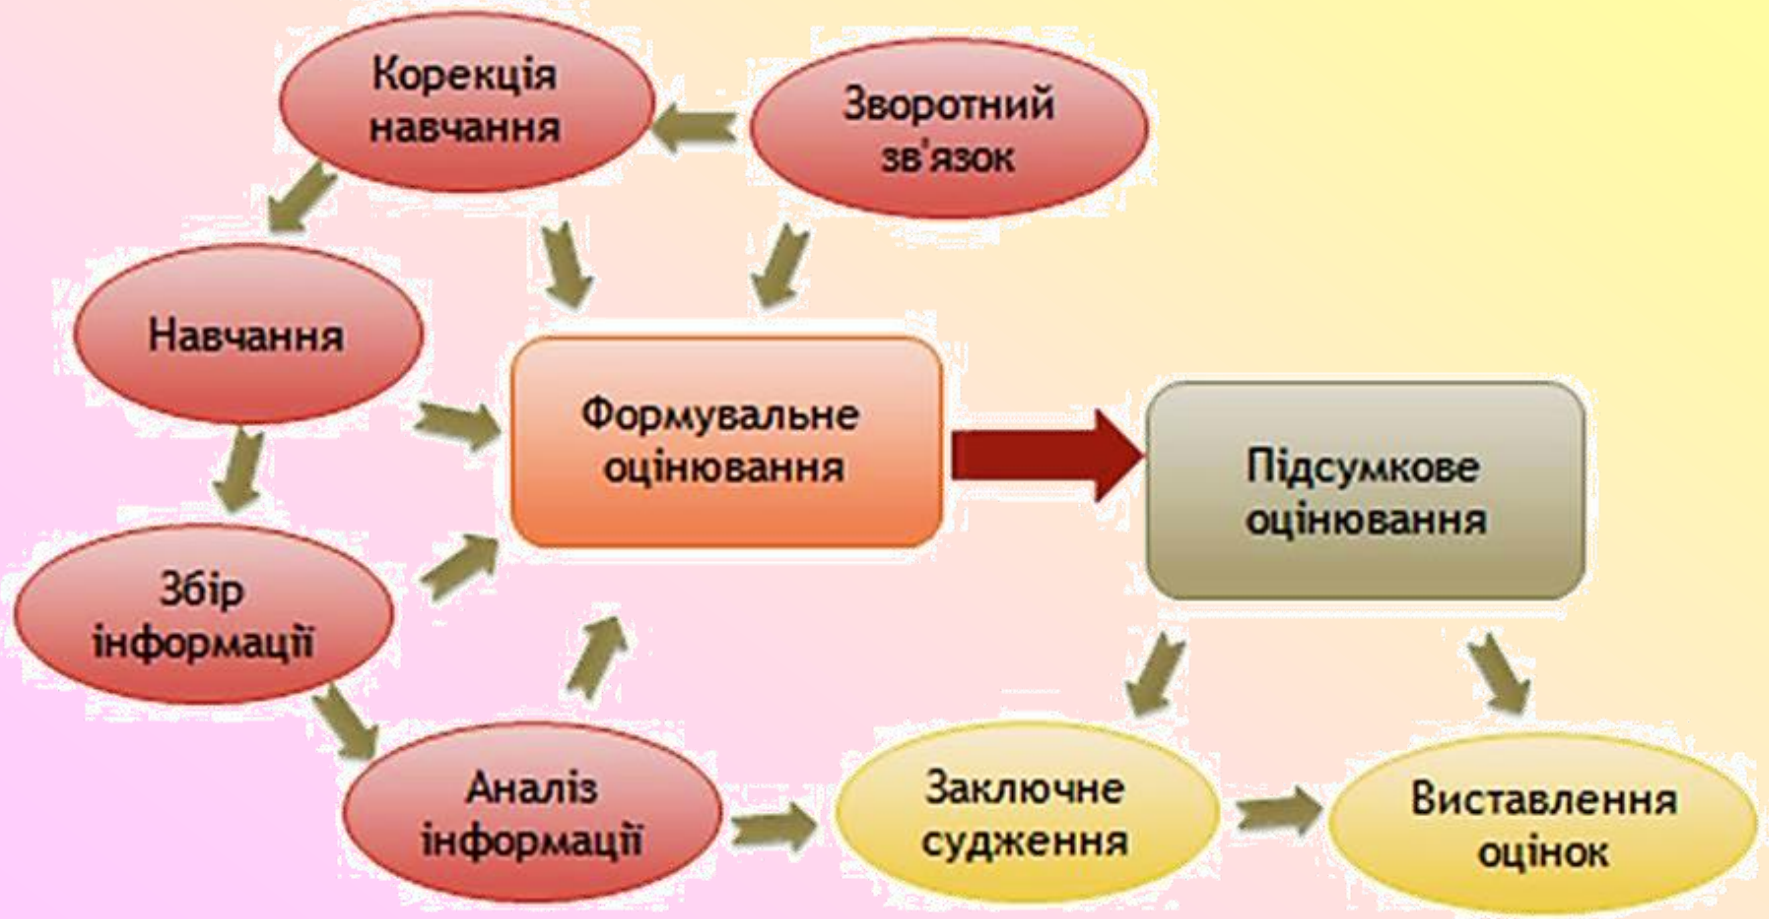 Корекція
навчання
Зворотний
зв'язок
Навчання
Формувальне
оцінювання
Підсумкове
оцінювання
Збір
інформації
Аналіз
інформації
Заключне
судження
Виставлення
оцінок